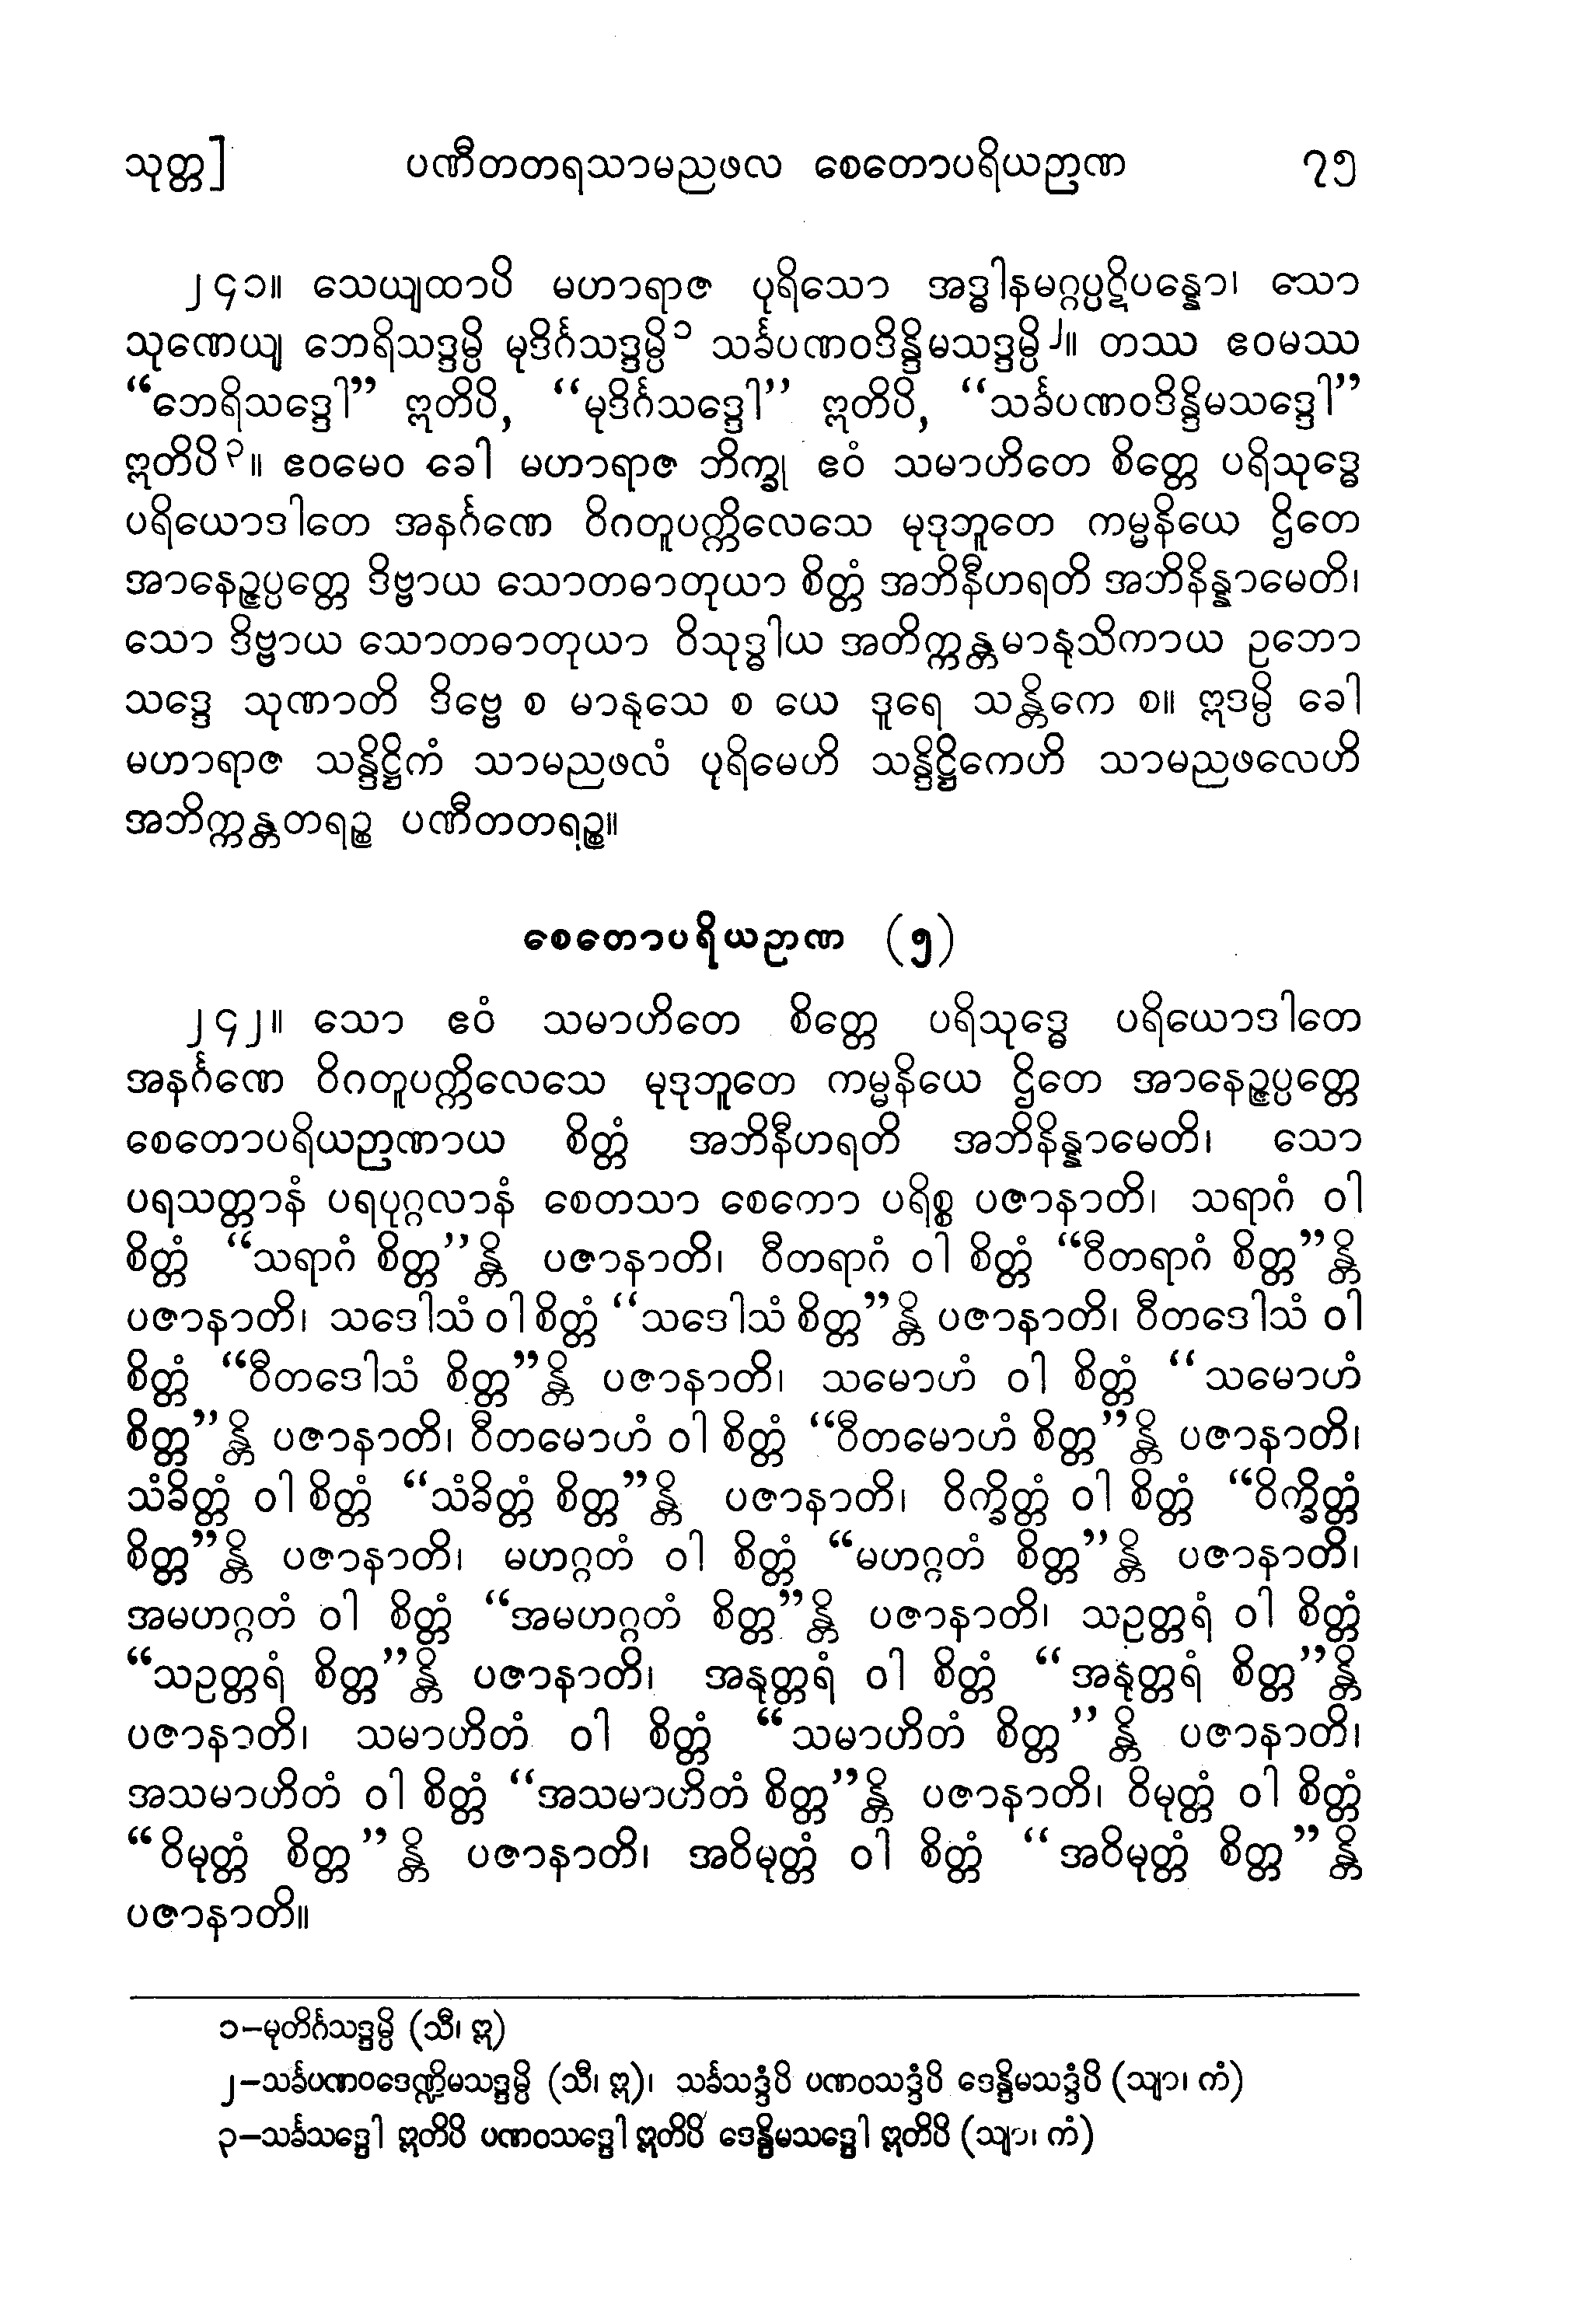 သုတ္တ] ပဏီတတရသာမညဖလ စေတောပရိယဉာဏ ၇၅
၂၄၁။ သေယျထာပိ မဟာရာဇ ပုရိသော အဒ္ဓါနမဂ္ဂပ္ပဋိပန္နော၊ သော
သုဏေယျ ဘေရိသဒ္ဒမ္ပိ မုဒိင်္ဂသဒ္ဒမ္ပိ၁ သင်္ခပဏဝဒိန္ဒိမသဒ္ဒမ္ပိ၂။ တဿ ဧဝမဿ
“ဘေရိသဒ္ဒေါ” ဣတိပိ, “မုဒိင်္ဂသဒ္ဒေါ” ဣတိပိ, “သင်္ခပဏဝဒိန္ဒိမသဒ္ဒေါ”
ဣတိပိ၃။ ဧဝမေဝ ခေါ မဟာရာဇ ဘိက္ခု ဧဝံ သမာဟိတေ စိတ္တေ ပရိသုဒ္ဓေ
ပရိယောဒါတေ အနင်္ဂဏေ ဝိဂတူပက္ကိလေသေ မုဒုဘူတေ ကမ္မနိယေ ဌိတေ
အာနေဉ္ဇပ္ပတ္တေ ဒိဗ္ဗာယ သောတဓာတုယာ စိတ္တံ အဘိနီဟရတိ အဘိနိန္နာမေတိ၊
သော ဒိဗ္ဗာယ သောတဓာတုယာ ဝိသုဒ္ဓါယ အတိက္ကန္တမာနုသိကာယ ဥဘော
သဒ္ဒေ သုဏာတိ ဒိဗ္ဗေ စ မာနုသေ စ ယေ ဒူရေ သန္တိကေ စ။ ဣဒမ္ပိ ခေါ
မဟာရာဇ သန္ဒိဋ္ဌိကံ သာမညဖလံ ပုရိမေဟိ သန္ဒိဋ္ဌိကေဟိ သာမညဖလေဟိ
အဘိက္ကန္တတရဉ္စ ပဏီတတရဉ္စ။
စေတောပရိယဉာဏ (၅)
၂၄၂။ သော ဧဝံ သမာဟိတေ စိတ္တေ ပရိသုဒ္ဓေ ပရိယောဒါတေ
အနင်္ဂဏေ ဝိဂတူပက္ကိလေသေ မုဒုဘူတေ ကမ္မနိယေ ဌိတေ အာနေဉ္ဇပ္ပတ္တေ
စေတောပရိယဉာဏာယ စိတ္တံ အဘိနီဟရတိ အဘိနိန္နာမေတိ၊ သော
ပရသတ္တာနံ ပရပုဂ္ဂလာနံ စေတသာ စေကော ပရိစ္စ ပဇာနာတိ၊ သရာဂံ ဝါ
စိတ္တံ “သရာဂံ စိတ္တ”န္တိ ပဇာနာတိ၊ ဝီတရာဂံ ဝါ စိတ္တံ “ဝီတရာဂံ စိတ္တ”န္တိ
ပဇာနာတိ၊ သဒေါသံ ဝါ စိတ္တံ “သဒေါသံ စိတ္တ”န္တိ ပဇာနာတိ၊ ဝီတဒေါသံ ဝါ
စိတ္တံ “ဝီတဒေါသံ စိတ္တ”န္တိ ပဇာနာတိ၊ သမောဟံ ဝါ စိတ္တံ “သမောဟံ
စိတ္တ”န္တိ ပဇာနာတိ၊ ဝီတမောဟံ ဝါ စိတ္တံ “ဝီတမောဟံ စိတ္တ”န္တိ ပဇာနာတိ၊
သံခိတ္တံ ဝါ စိတ္တံ “သံခိတ္တံ စိတ္တ”န္တိ ပဇာနာတိ၊ ဝိက္ခိတ္တံ ဝါ စိတ္တံ “ဝိက္ခိတ္တံ
စိတ္တ”န္တိ ပဇာနာတိ၊ မဟဂ္ဂတံ ဝါ စိတ္တံ “မဟဂ္ဂတံ စိတ္တ”န္တိ ပဇာနာတိ၊
အမဟဂ္ဂတံ ဝါ စိတ္တံ “အမဟဂ္ဂတံ စိတ္တ”န္တိ ပဇာနာတိ၊ သဥတ္တရံ ဝါ စိတ္တံ
“သဥတ္တရံ စိတ္တ”န္တိ ပဇာနာတိ၊ အနုတ္တရံ ဝါ စိတ္တံ “အနုတ္တရံ စိတ္တ”န္တိ
ပဇာနာတိ၊ သမာဟိတံ ဝါ စိတ္တံ “သမာဟိတံ စိတ္တ”န္တိ ပဇာနာတိ၊
အသမာဟိတံ ဝါ စိတ္တံ “အသမာဟိတံ စိတ္တ”န္တိ ပဇာနာတိ၊ ဝိမုတ္တံ ဝါ စိတ္တံ
“ဝိမုတ္တံ စိတ္တ”န္တိ ပဇာနာတိ၊ အဝိမုတ္တံ ဝါ စိတ္တံ “အဝိမုတ္တံ စိတ္တ”န္တိ
ပဇာနာတိ။
၁–မုတိင်္ဂသဒ္ဒမ္ပိ (သီ၊ ဣ)
၂–သင်္ခပဏဝဒေဏ္ဍိမသဒ္ဒမ္ပိ (သီ၊ ဣ)၊ သင်္ခသဒ္ဒံပိ ပဏဝသဒ္ဒံပိ ဒေန္ဒိမသဒ္ဒံပိ (သျာ၊ ကံ)
၃–သင်္ခသဒ္ဒေါ ဣတိပိ ပဏဝသဒ္ဒေါ ဣတိပိ ဒေန္ဒိမသဒ္ဒေါ ဣတိပိ (သျာ၊ ကံ)